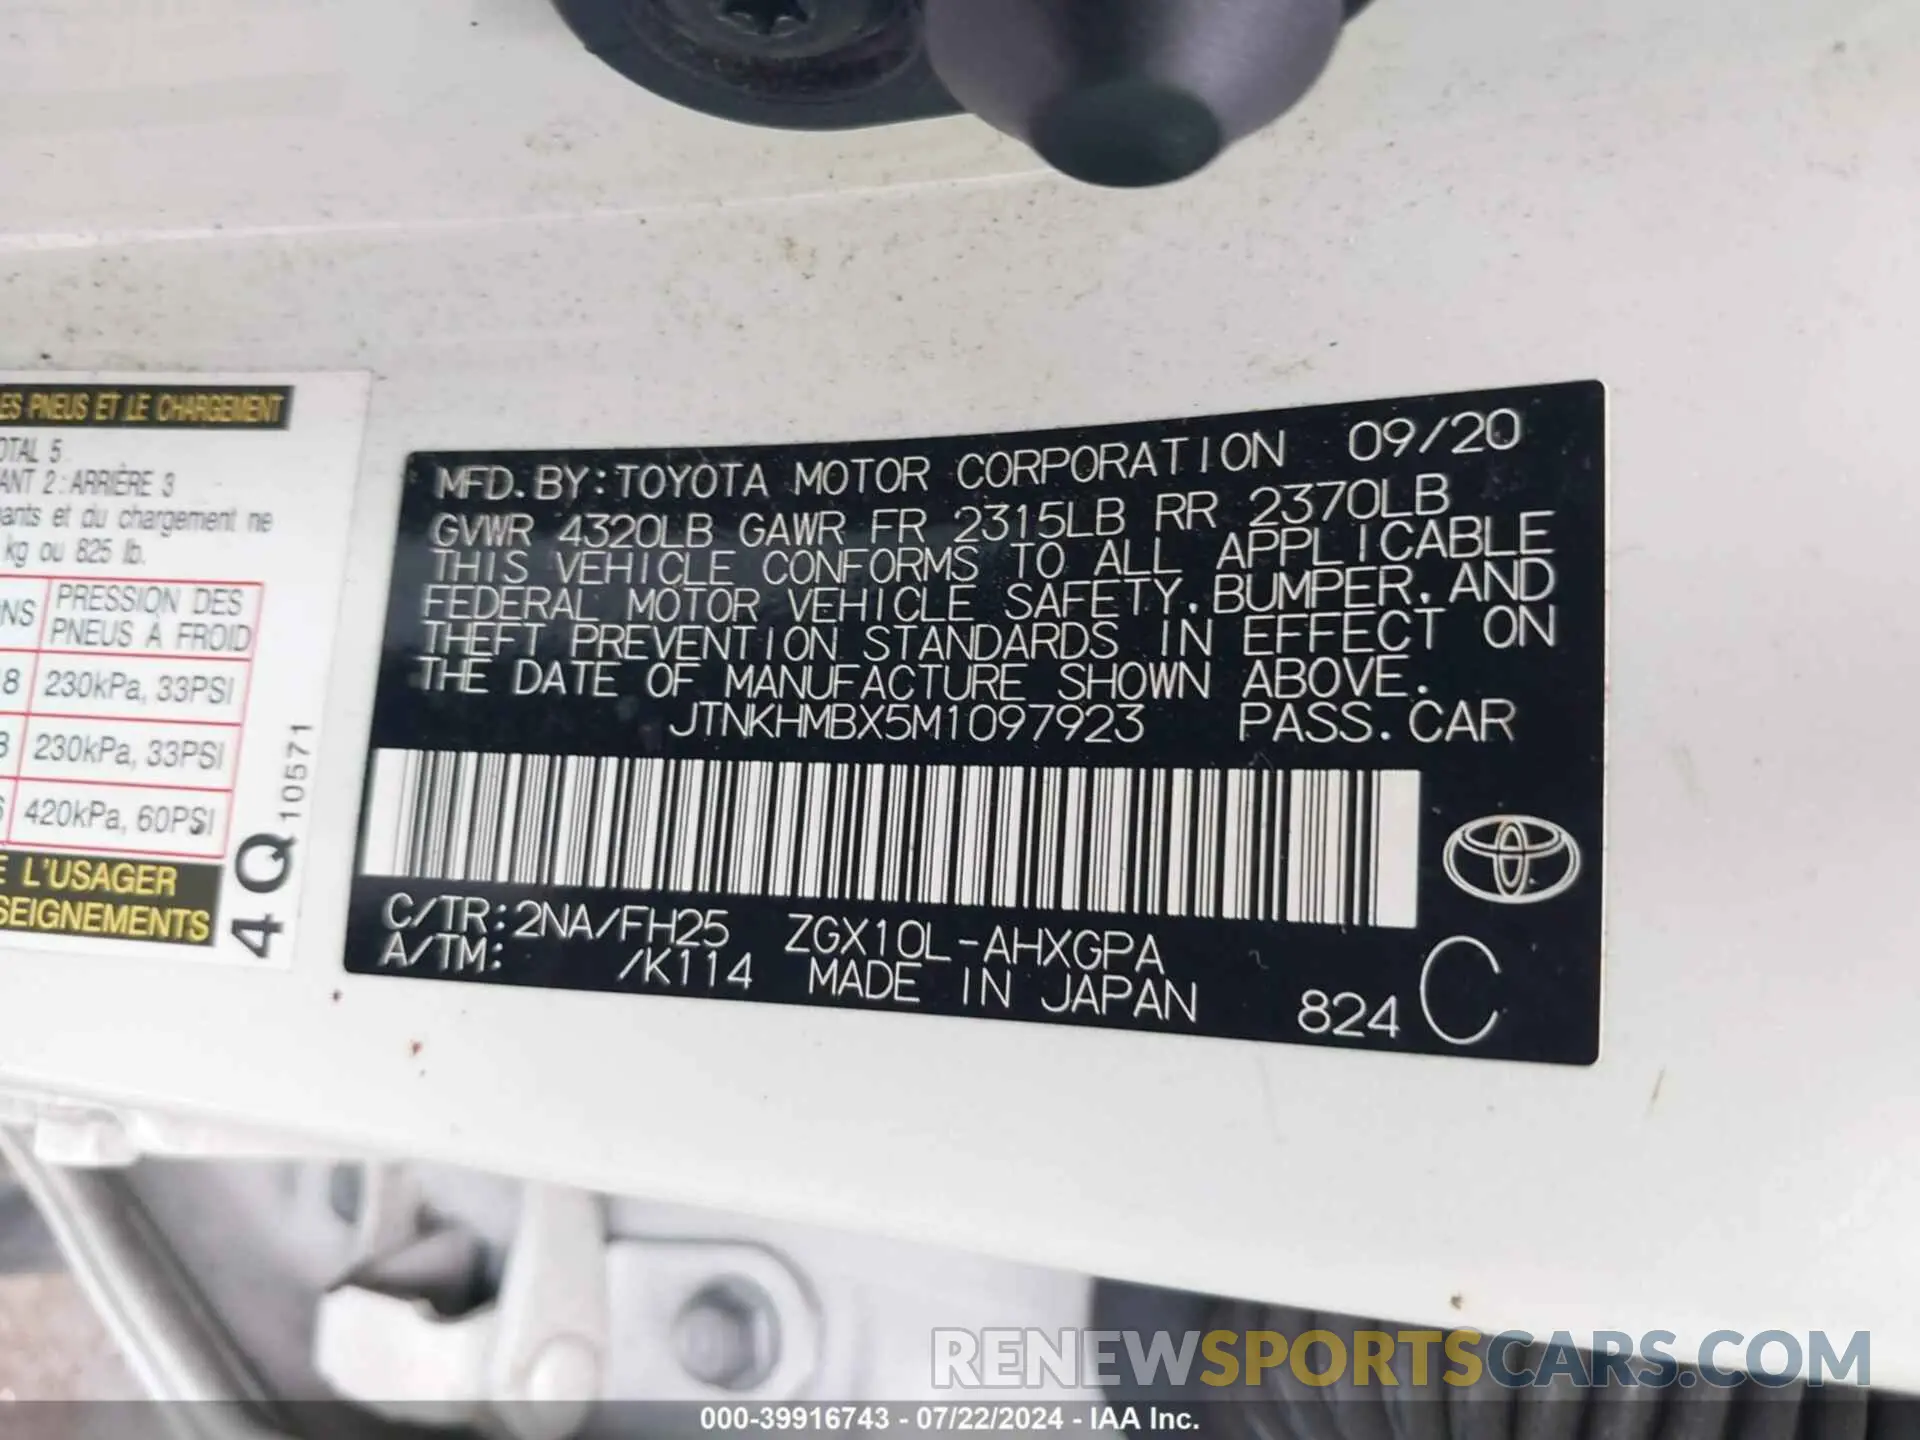 ES PNEUS ET LE CHARGEMENT
OTAL 5
ANT 2 : ARRIÈRE 3
pants et du chargement ne
kg ou 825 lb.
PRESSION DES
PNEUS À FROID
8 230kPa, 33PSI
230kPa, 33PSI
420kPa, 60PSI
E L'USAGER
SEIGNEMENTS
4Q 10571
MFD. BY: TOYOTA MOTOR CORPORATION 09/20
GVWR 4320LB GAWR FR 2315LB RR 2370LB
THIS VEHICLE CONFORMS TO ALL APPLICABLE
FEDERAL MOTOR VEHICLE SAFETY, BUMPER, AND
THEFT PREVENTION STANDARDS IN EFFECT ON
THE DATE OF MANUFACTURE SHOWN ABOVE.
JTNKHMBX5M1097923 PASS. CAR
C/TR: 2NA/FH25 ZGX10L-AHXGPA
A/TM: /K114 MADE IN JAPAN 824 C
RENEWSPORTSCARS.COM
000-39916743 - 07/22/2024 - IAA Inc.